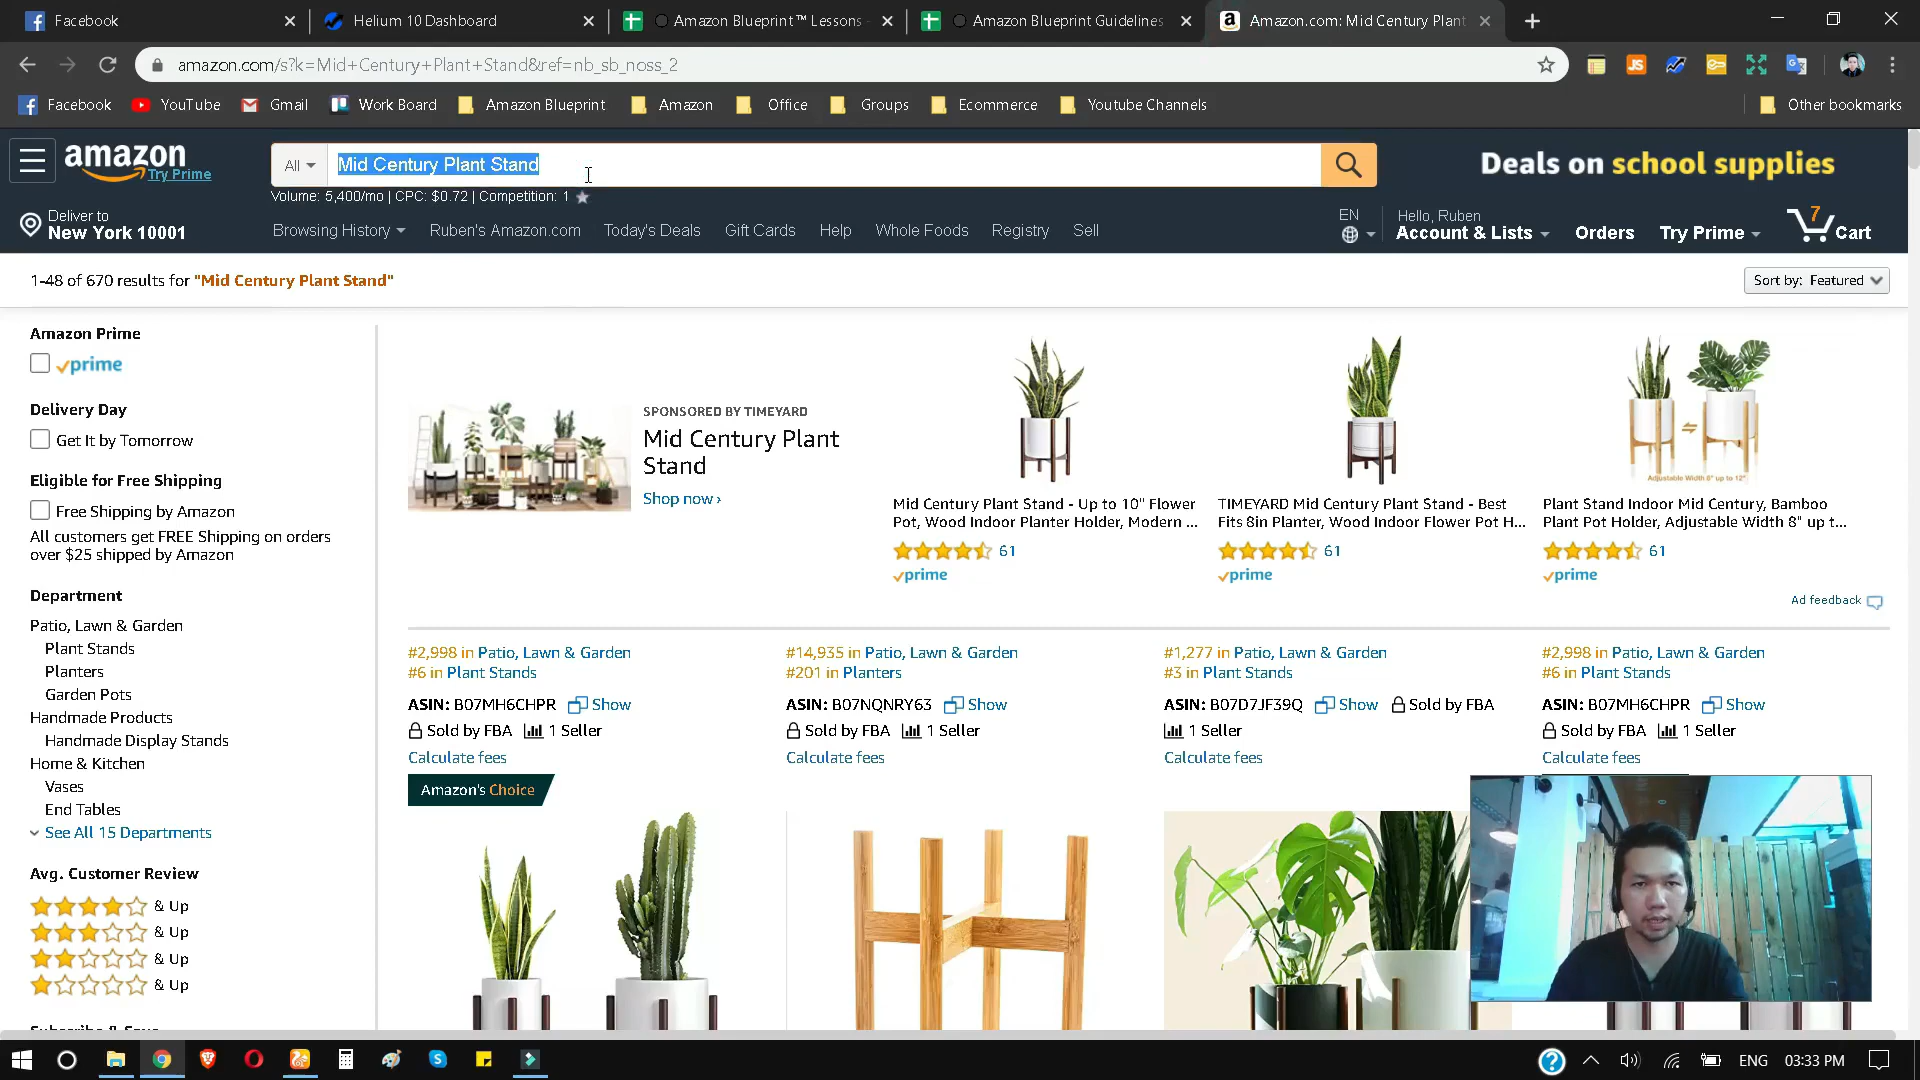 Facebook
Helium 10 Dashboard
Amazon Blueprint™ Lessons -
Amazon Blueprint Guidelines
Amazon.com: Mid Century Plant
amazon.com/s?k=Mid+Century+Plant+Stand&ref=nb_sb_noss_2
Facebook
YouTube
Gmail
Work Board
Amazon Blueprint
Amazon
Office
Groups
Ecommerce
Youtube Channels
Other bookmarks
amazon
Try Prime
All
Mid Century Plant Stand
Deals on school supplies
Volume: 5,400/mo | CPC: $0.72 | Competition: 1
Deliver to
New York 10001
Browsing History
Ruben's Amazon.com
Today's Deals
Gift Cards
Help
Whole Foods
Registry
Sell
EN
Hello, Ruben
Account & Lists
Orders
Try Prime
7
Cart
1-48 of 670 results for "Mid Century Plant Stand"
Sort by: Featured
Amazon Prime
prime
Delivery Day
Get It by Tomorrow
Eligible for Free Shipping
Free Shipping by Amazon
All customers get FREE Shipping on orders
over $25 shipped by Amazon
Department
Patio, Lawn & Garden
Plant Stands
Planters
Garden Pots
Handmade Products
Handmade Display Stands
Home & Kitchen
Vases
End Tables
See All 15 Departments
Avg. Customer Review
& Up
& Up
& Up
& Up
Subscribe & Save
SPONSORED BY TIMEYARD
Mid Century Plant
Stand
Shop now ›
Mid Century Plant Stand - Up to 10" Flower
Pot, Wood Indoor Planter Holder, Modern ...
61
prime
TIMEYARD Mid Century Plant Stand - Best
Fits 8in Planter, Wood Indoor Flower Pot H...
61
prime
Adjustable Width 8" up to 12"
Plant Stand Indoor Mid Century, Bamboo
Plant Pot Holder, Adjustable Width 8" up t...
61
prime
Ad feedback
#2,998 in Patio, Lawn & Garden
#6 in Plant Stands
ASIN: B07MH6CHPR Show
Sold by FBA 1 Seller
Calculate fees
Amazon's Choice
#14,935 in Patio, Lawn & Garden
#201 in Planters
ASIN: B07NQNRY63 Show
Sold by FBA 1 Seller
Calculate fees
#1,277 in Patio, Lawn & Garden
#3 in Plant Stands
ASIN: B07D7JF39Q Show Sold by FBA
1 Seller
Calculate fees
#2,998 in Patio, Lawn & Garden
#6 in Plant Stands
ASIN: B07MH6CHPR Show
Sold by FBA 1 Seller
Calculate fees
ENG
03:33 PM